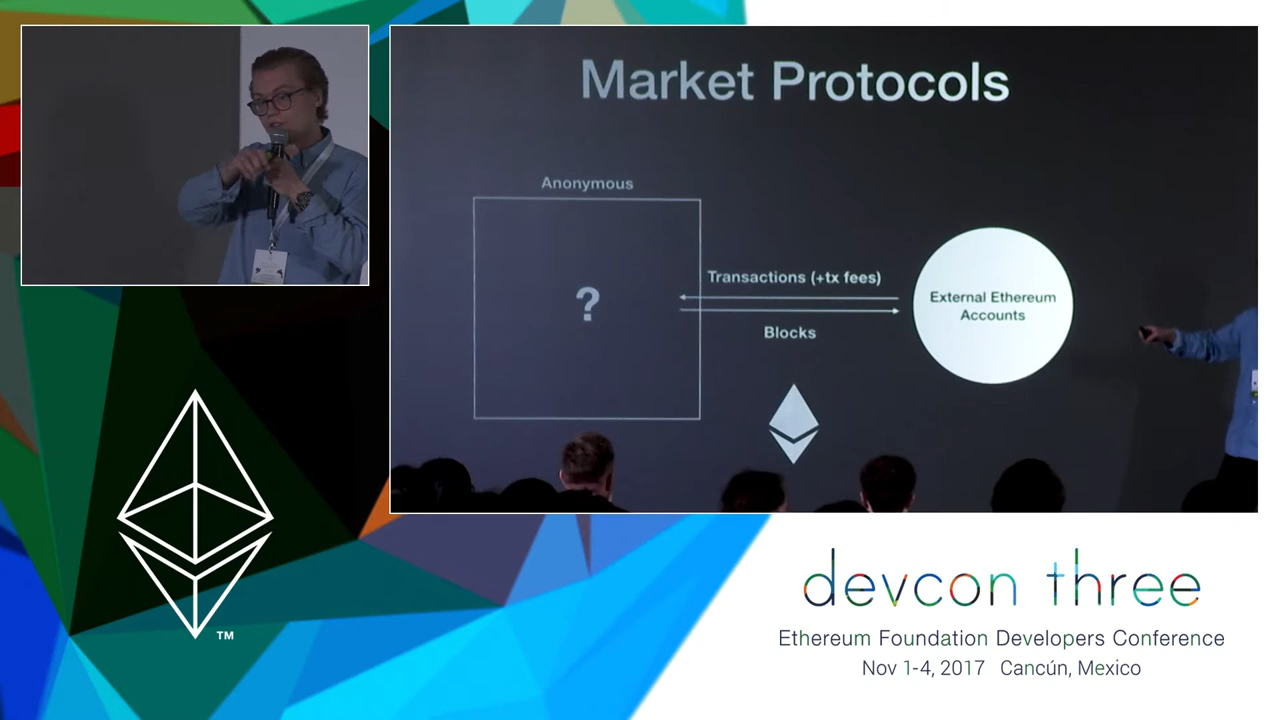 Market Protocols
Anonymous
?
Transactions (+tx fees)
Blocks
External Ethereum
Accounts
TM
devcon three
Ethereum Foundation Developers Conference
Nov 1-4, 2017 Cancún, Mexico